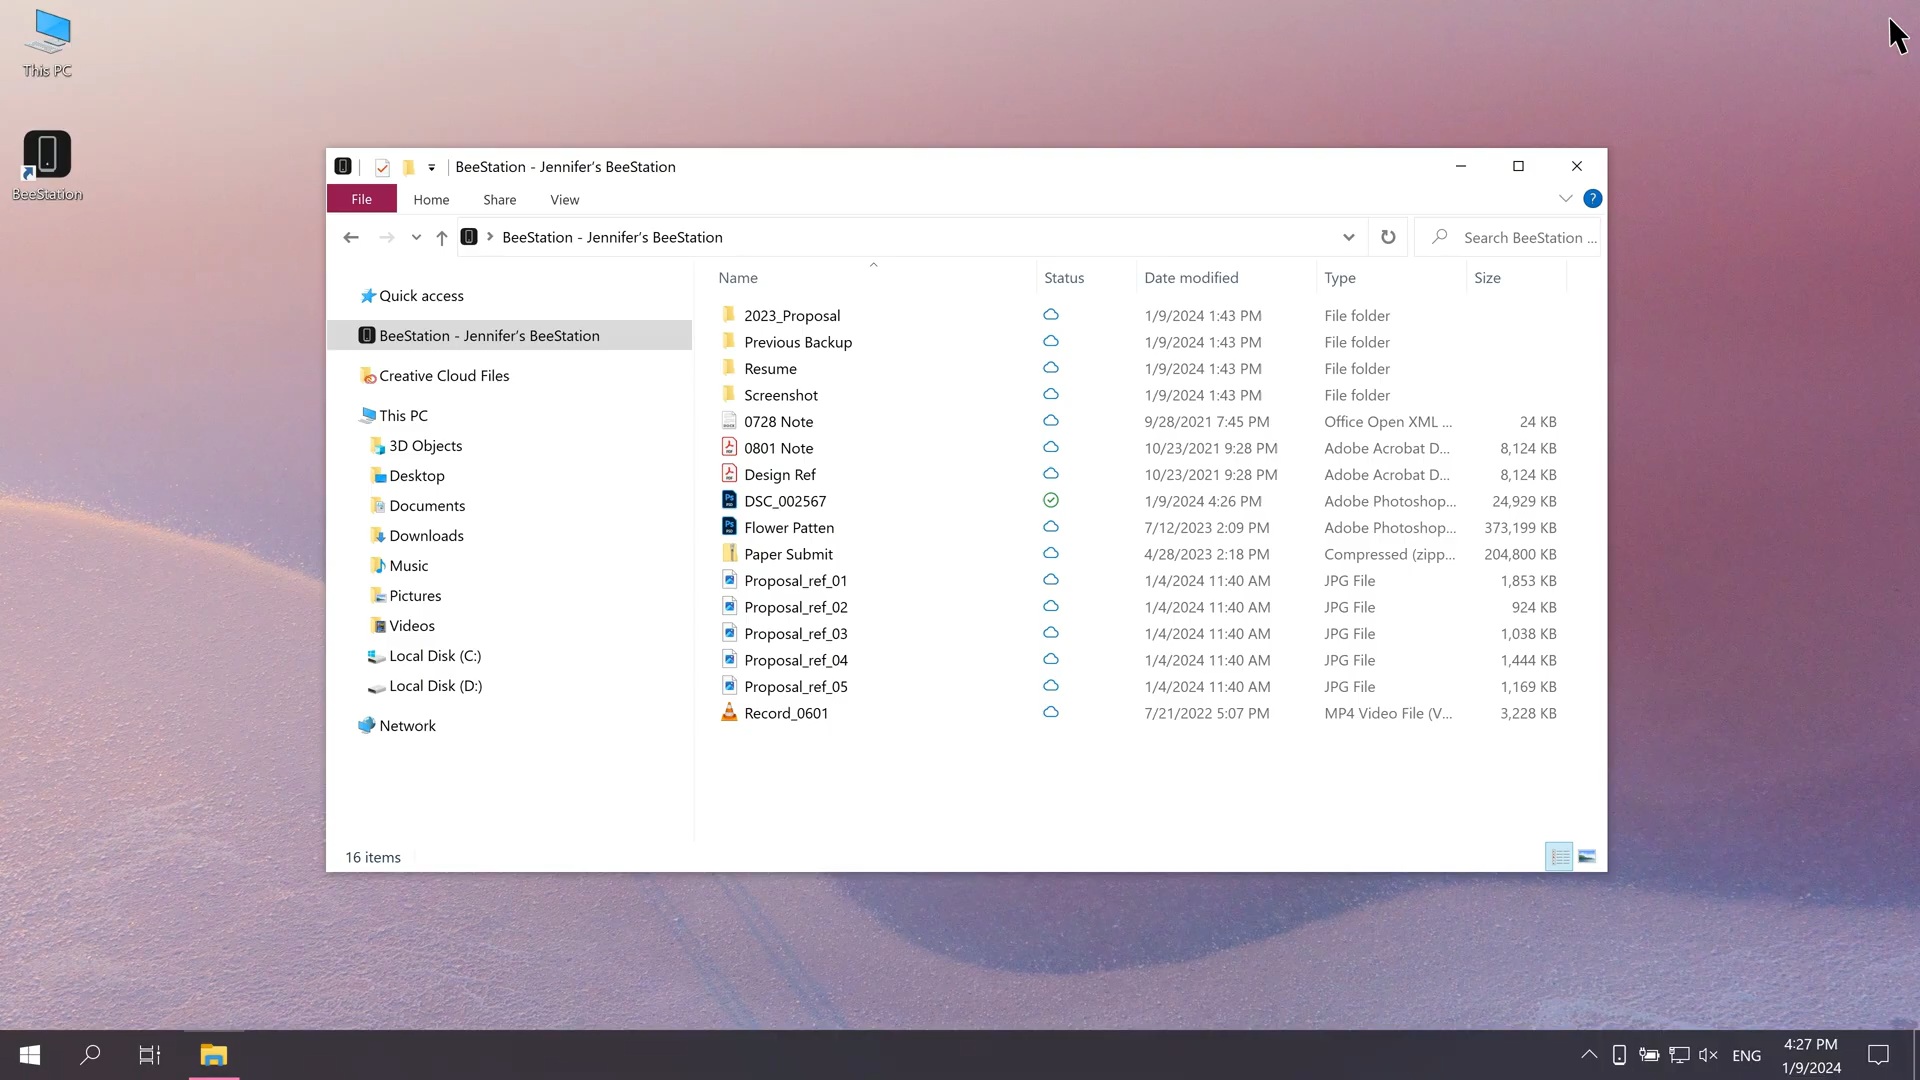 This PC
BeeStation
BeeStation - Jennifer's BeeStation
File Home Share View
?
BeeStation - Jennifer's BeeStation
Search BeeStation ...
Name Status Date modified Type Size
Quick access
BeeStation - Jennifer's BeeStation
Creative Cloud Files
This PC
3D Objects
Desktop
Documents
Downloads
Music
Pictures
Videos
Local Disk (C:)
Local Disk (D:)
Network
2023_Proposal 1/9/2024 1:43 PM File folder
Previous Backup 1/9/2024 1:43 PM File folder
Resume 1/9/2024 1:43 PM File folder
Screenshot 1/9/2024 1:43 PM File folder
0728 Note 9/28/2021 7:45 PM Office Open XML ... 24 KB
0801 Note 10/23/2021 9:28 PM Adobe Acrobat D... 8,124 KB
Design Ref 10/23/2021 9:28 PM Adobe Acrobat D... 8,124 KB
DSC_002567 1/9/2024 4:26 PM Adobe Photoshop... 24,929 KB
Flower Patten 7/12/2023 2:09 PM Adobe Photoshop... 373,199 KB
Paper Submit 4/28/2023 2:18 PM Compressed (zipp... 204,800 KB
Proposal_ref_01 1/4/2024 11:40 AM JPG File 1,853 KB
Proposal_ref_02 1/4/2024 11:40 AM JPG File 924 KB
Proposal_ref_03 1/4/2024 11:40 AM JPG File 1,038 KB
Proposal_ref_04 1/4/2024 11:40 AM JPG File 1,444 KB
Proposal_ref_05 1/4/2024 11:40 AM JPG File 1,169 KB
Record_0601 7/21/2022 5:07 PM MP4 Video File (V... 3,228 KB
16 items
ENG
4:27 PM
1/9/2024